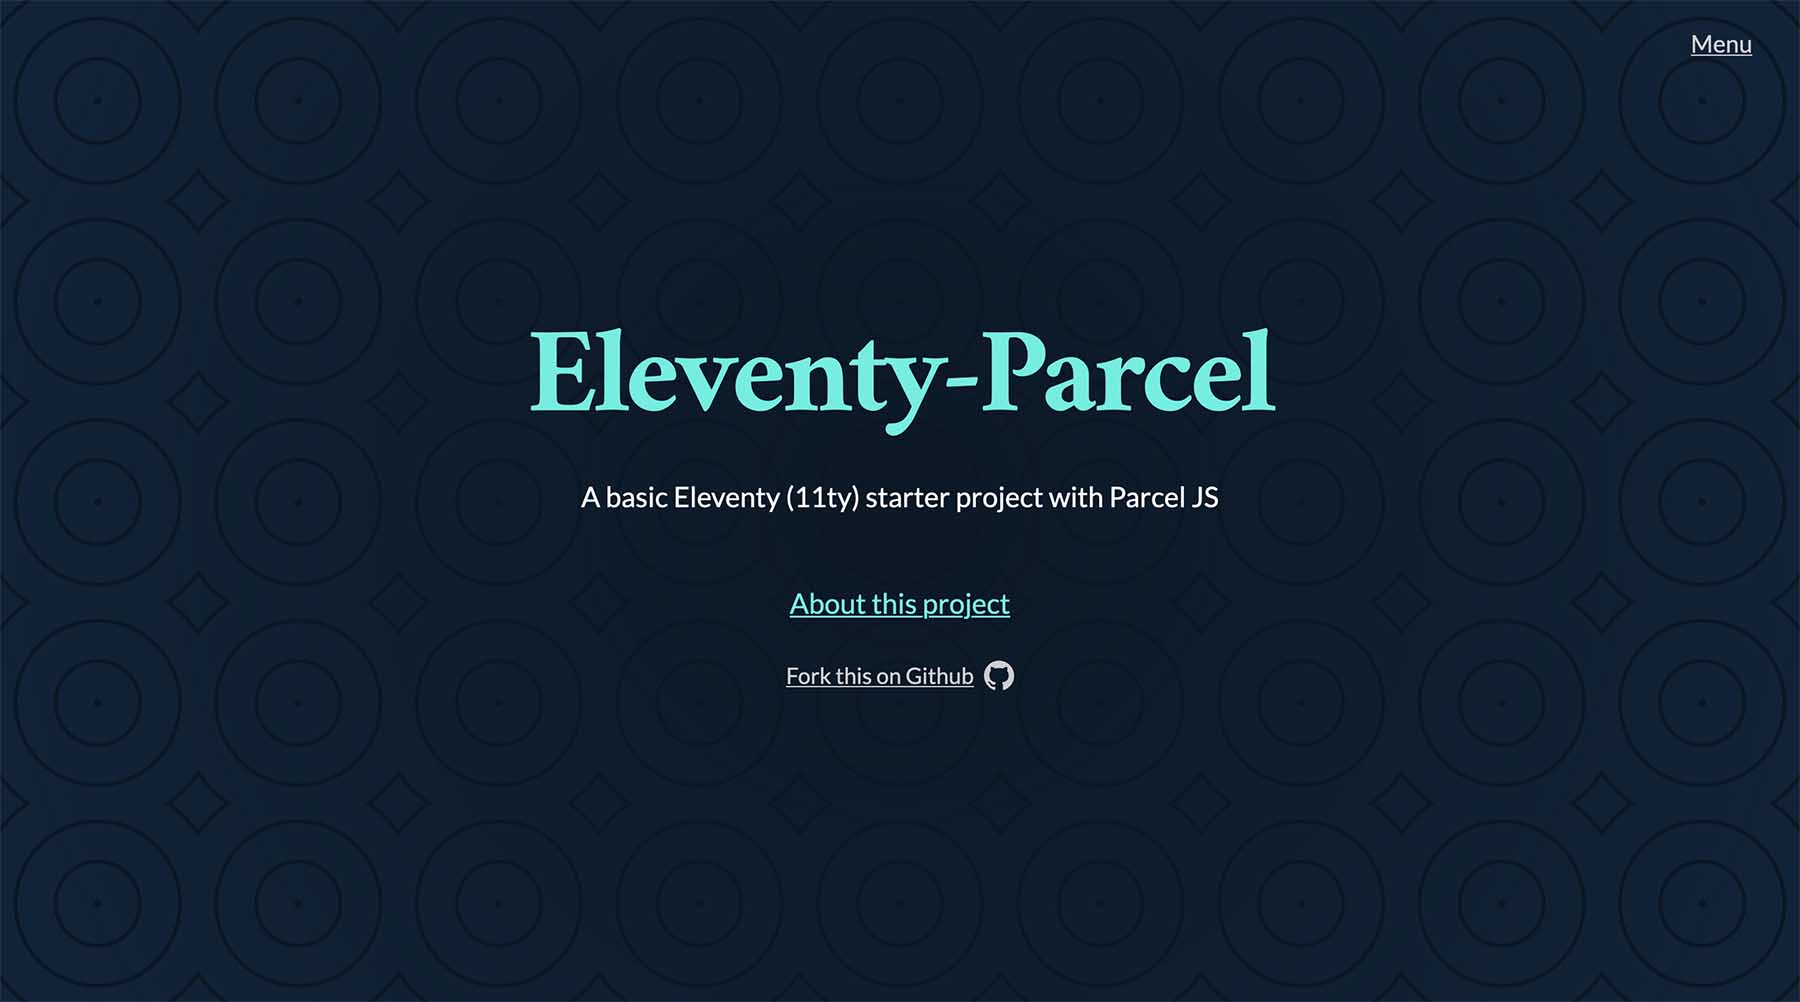 Menu
Eleventy-Parcel
A basic Eleventy (11ty) starter project with Parcel JS
About this project
Fork this on Github